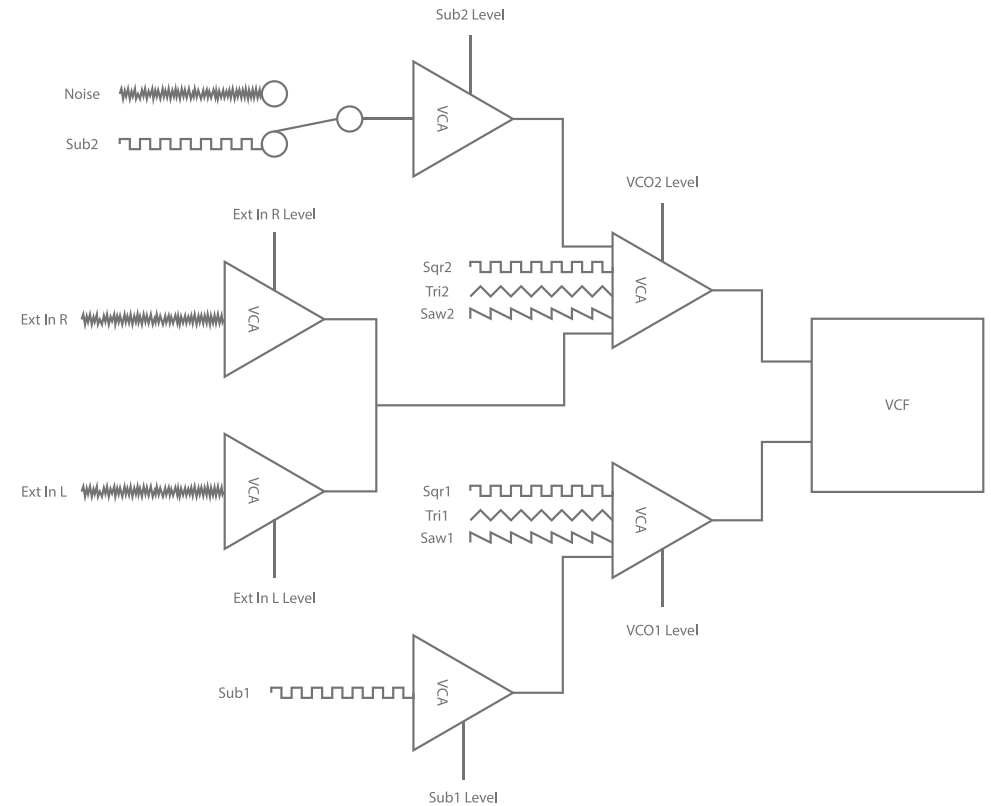 Sub2 Level
Noise
VCA
Sub2
VCO2 Level
Ext In R Level
Sqr2
Tri2
VCA
Saw2
Ext In R
VCA
VCF
Ext In L
VCA
Sqr1
Tri1
VCA
Saw1
Ext In L Level
VCO1 Level
Sub1
VCA
Sub1 Level